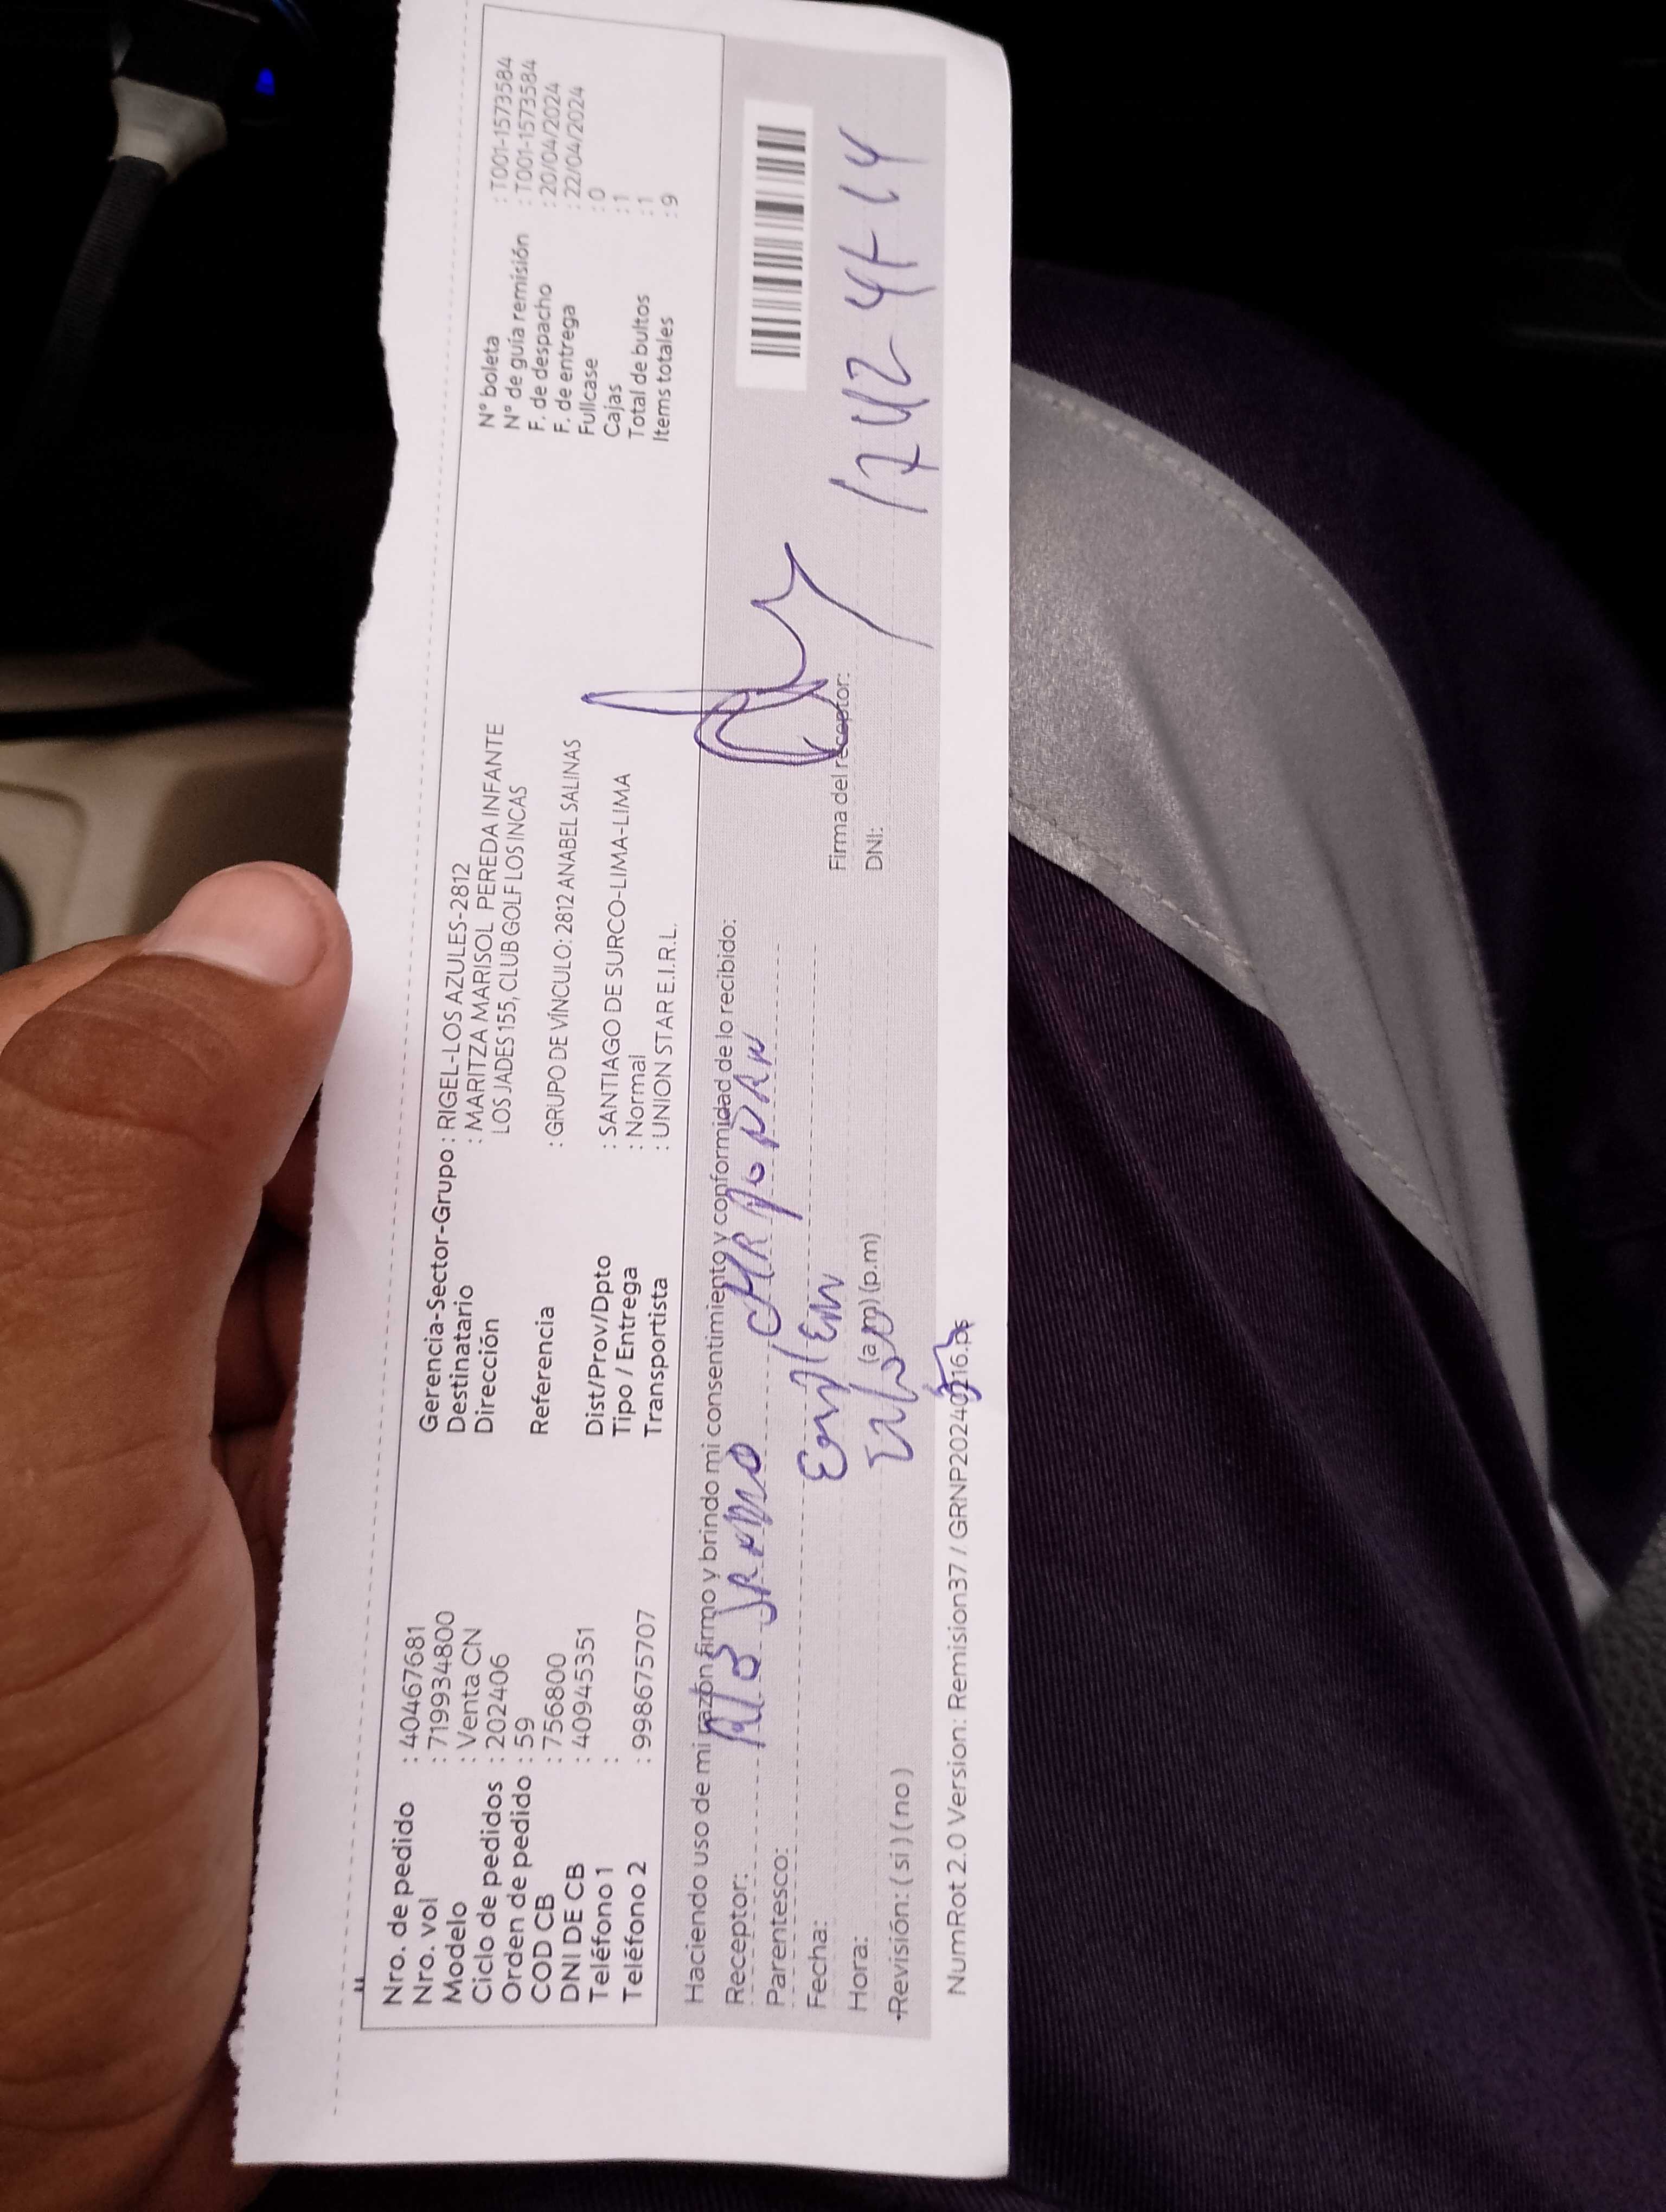 Nro. de pedido : 40467681
Nro. vol : 719934800
Modelo : Venta CN
Ciclo de pedidos : 202406
Orden de pedido : 59
COD CB : 756800
DNI DE CB : 40945351
Teléfono 1 :
Teléfono 2 : 998675707
Gerencia-Sector-Grupo : RIGEL-LOS AZULES-2812
Destinatario : MARITZA MARISOL PEREDA INFANTE
Dirección LOS JADES 155, CLUB GOLF LOS INCAS
Referencia : GRUPO DE VÍNCULO: 2812 ANABEL SALINAS
Dist/Prov/Dpto : SANTIAGO DE SURCO-LIMA-LIMA
Tipo / Entrega : Normal
Transportista : UNION STAR E.I.R.L.
N° boleta : T001-1573584
N° de guía remisión : T001-1573584
F. de despacho : 20/04/2024
F. de entrega : 22/04/2024
Fullcase : 0
Cajas : 1
Total de bultos : 1
Items totales : 9
Haciendo uso de mi razón firmo y brindo mi consentimiento y conformidad de lo recibido:
Receptor:
Parentesco:
Fecha:
Hora: (a.m) (p.m)
-Revisión: ( si ) ( no )
Firma del receptor:
DNI:
NumRot 2.0 Version: Remision37 / GRNP20240216.